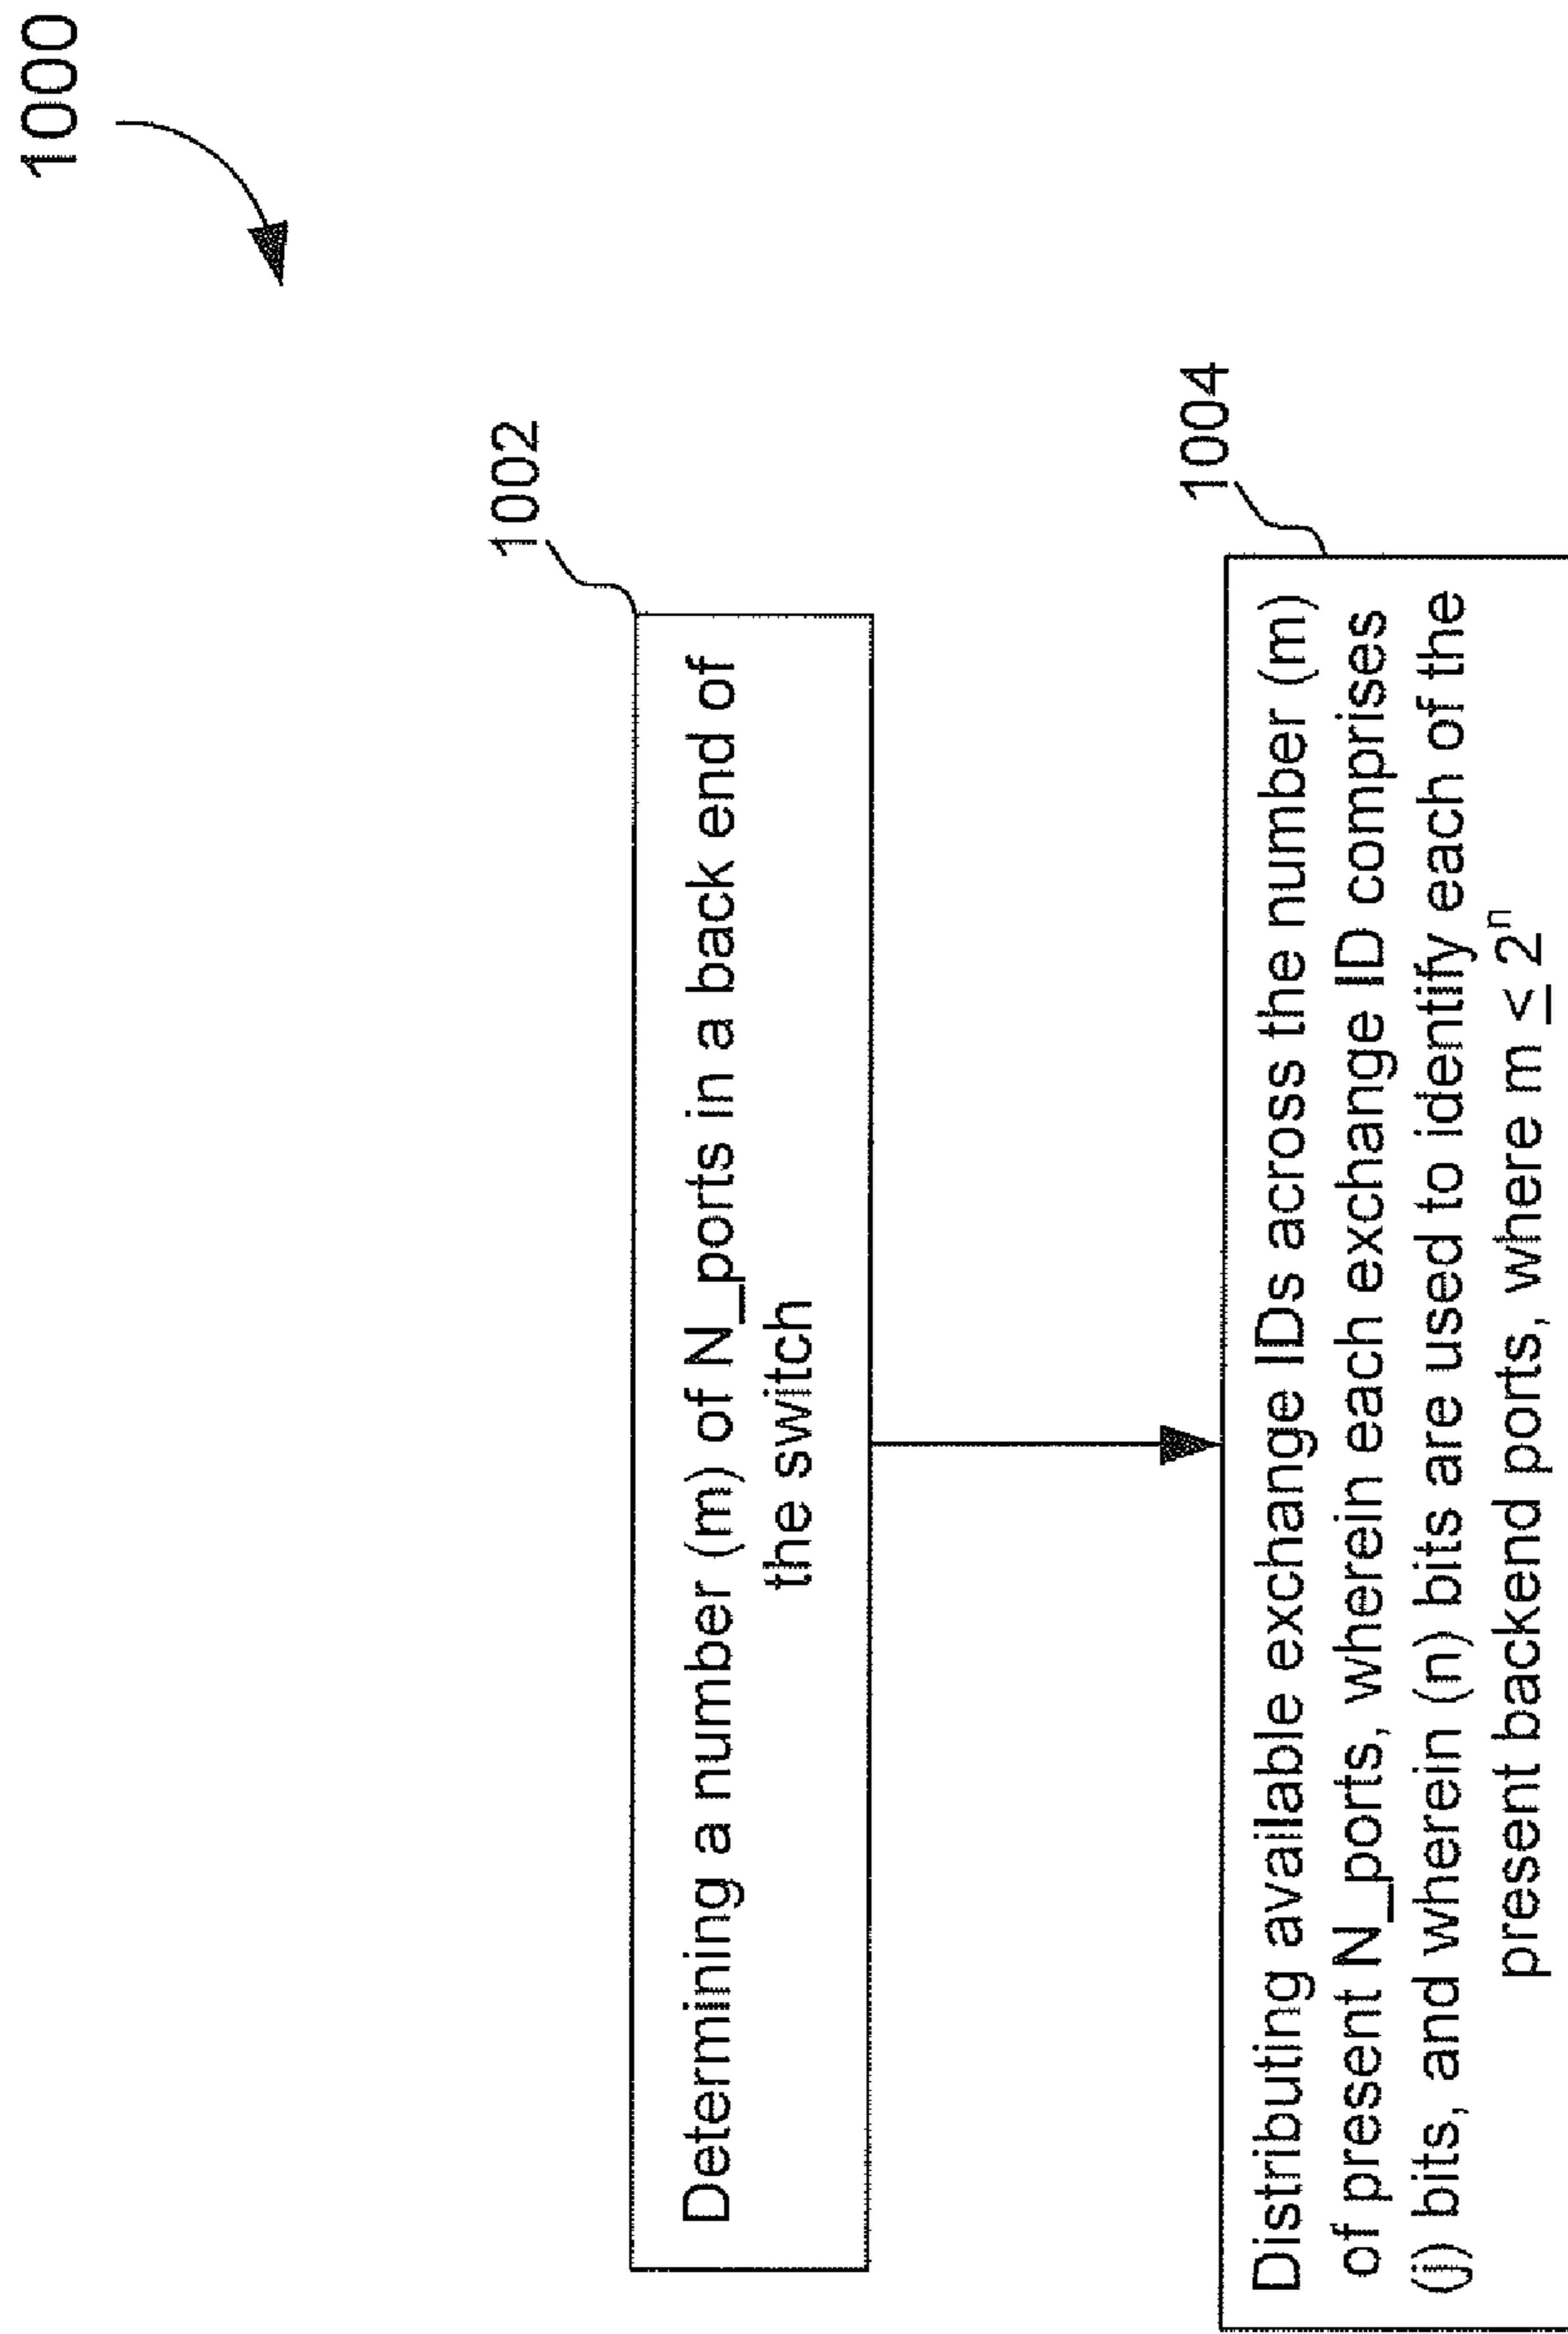 1000
1002
Determining a number (m) of N_ports in a back end of
the switch
1004
Distributing available exchange IDs across the number (m)
of present N_ports, wherein each exchange ID comprises
(j) bits, and wherein (n) bits are used to identify each of the
present backend ports, where m ≤ 2ⁿ